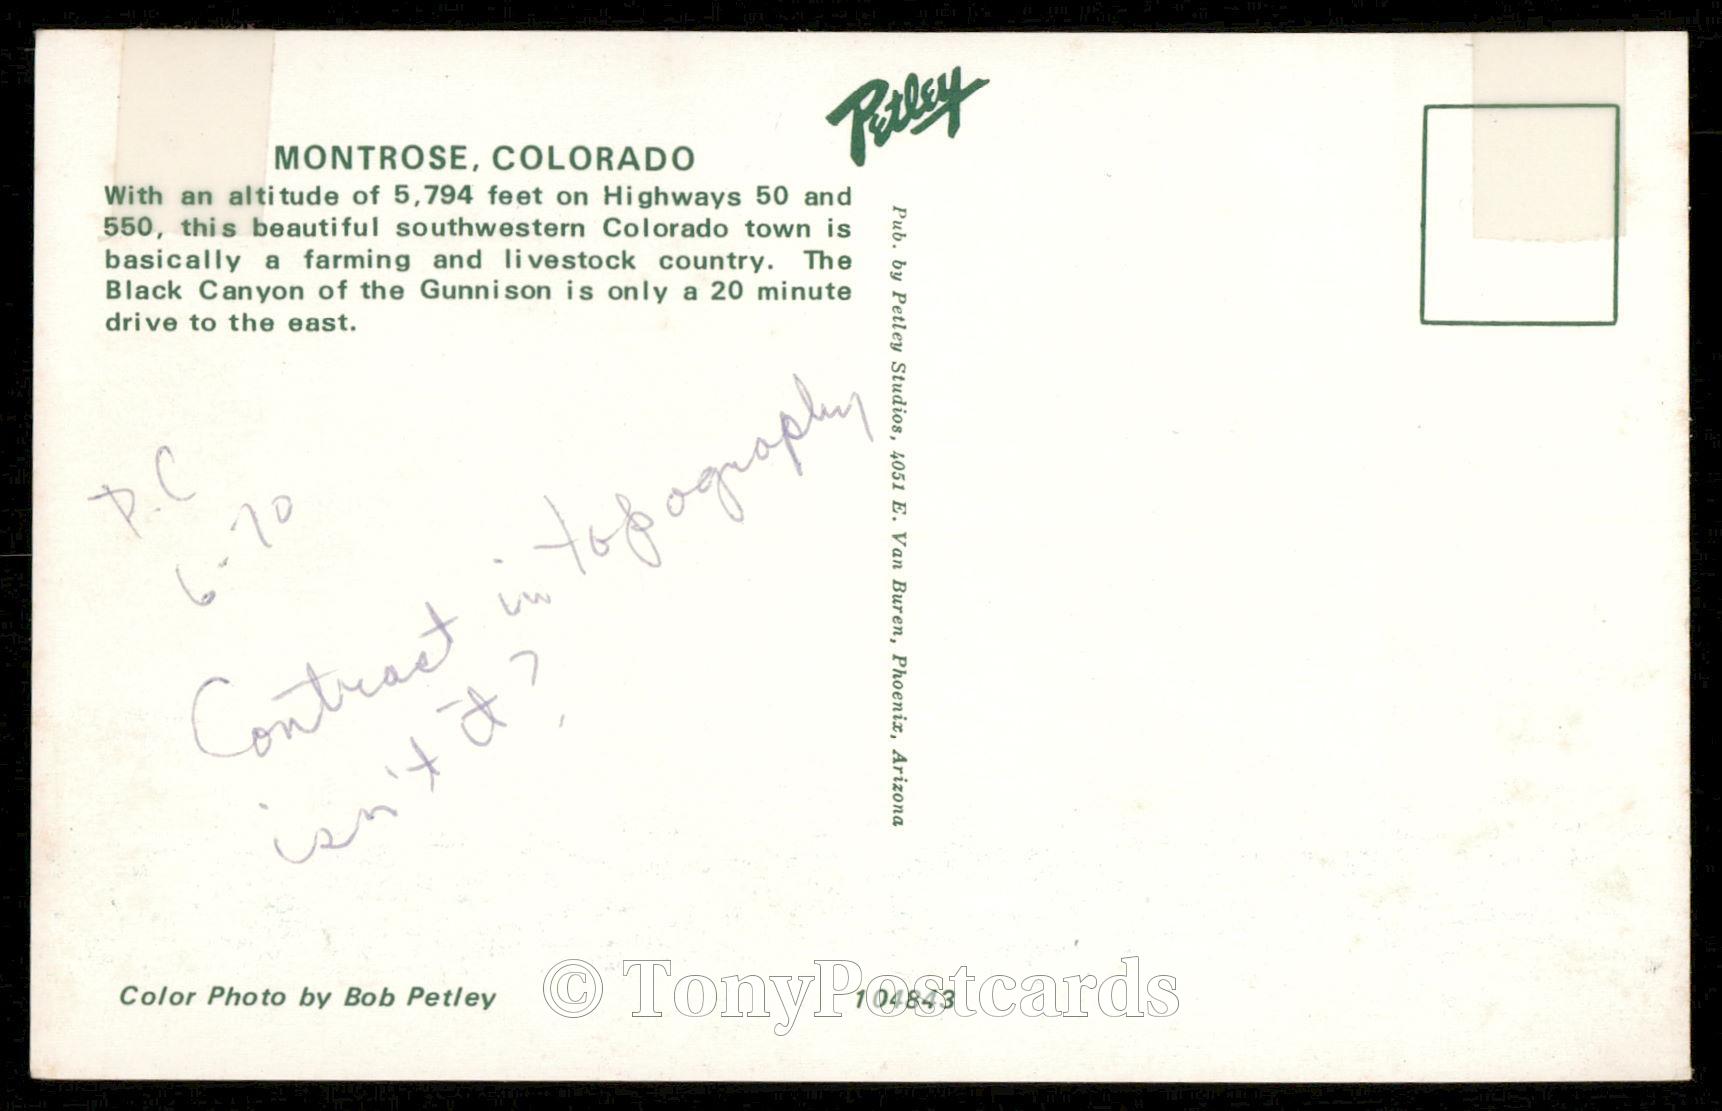 Petley
MONTROSE, COLORADO
With an altitude of 5,794 feet on Highways 50 and
550, this beautiful southwestern Colorado town is
basically a farming and livestock country. The
Black Canyon of the Gunnison is only a 20 minute
drive to the east.
P.C
6-70
Contrast in topography
isn't it?
Pub. by Petley Studios, 4051 E. Van Buren, Phoenix, Arizona
Color Photo by Bob Petley
© TonyPostcards
104843